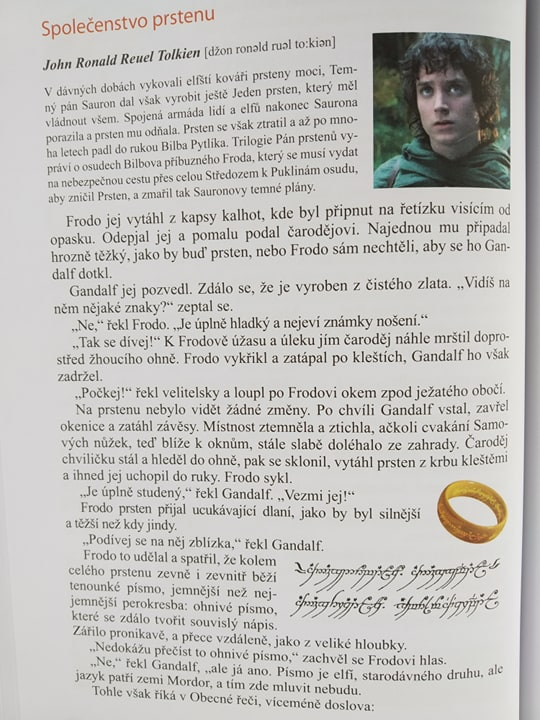 Společenstvo prstenu
John Ronald Reuel Tolkien [džon ronəld ruəl to:kiən]
V dávných dobách vykovali elfští kováři prsteny moci, Tem-
ný pán Sauron dal však vyrobit ještě Jeden prsten, který měl
vládnout všem. Spojená armáda lidí a elfů nakonec Saurona
porazila a prsten mu odňala. Prsten se však ztratil a až po mno-
ha letech padl do rukou Bilba Pytlíka. Trilogie Pán prstenů vy-
práví o osudech Bilbova příbuzného Froda, který se musí vydat
na nebezpečnou cestu přes celou Středozem k Puklinám osudu,
aby zničil Prsten, a zmařil tak Sauronovy temné plány.
Frodo jej vytáhl z kapsy kalhot, kde byl připnut na řetízku visícím od
opasku. Odepjal jej a pomalu podal čarodějovi. Najednou mu připadal
hrozně těžký, jako by buď prsten, nebo Frodo sám nechtěli, aby se ho Gan-
dalf dotkl.
Gandalf jej pozvedl. Zdálo se, že je vyroben z čistého zlata. „Vidíš na
něm nějaké znaky?“ zeptal se.
„Ne,“ řekl Frodo. „Je úplně hladký a nejeví známky nošení.“
„Tak se dívej!“ K Frodově úžasu a úleku jím čaroděj náhle mrštil dopro-
střed žhoucího ohně. Frodo vykřikl a zatápal po kleštích, Gandalf ho však
zadržel.
„Počkej!“ řekl velitelsky a loupl po Frodovi okem zpod ježatého obočí.
Na prstenu nebylo vidět žádné změny. Po chvíli Gandalf vstal, zavřel
okenice a zatáhl závěsy. Místnost ztemněla a ztichla, ačkoli cvakání Samo-
vých nůžek, teď blíže k oknům, stále slabě doléhalo ze zahrady. Čaroděj
chviličku stál a hleděl do ohně, pak se sklonil, vytáhl prsten z krbu kleštěmi
a ihned jej uchopil do ruky. Frodo sykl.
„Je úplně studený,“ řekl Gandalf. „Vezmi jej!“
Frodo prsten přijal ucukávající dlaní, jako by byl silnější
a těžší než kdy jindy.
„Podívej se na něj zblízka,“ řekl Gandalf.
Frodo to udělal a spatřil, že kolem
celého prstenu zevně i zevnitř běží
tenounké písmo, jemnější než nej-
jemnější perokresba: ohnivé písmo,
které se zdálo tvořit souvislý nápis.
Zářilo pronikavě, a přece vzdáleně, jako z veliké hloubky.
„Nedokážu přečíst to ohnivé písmo,“ zachvěl se Frodovi hlas.
„Ne,“ řekl Gandalf, „ale já ano. Písmo je elfí, starodávného druhu, ale
jazyk patří zemi Mordor, a tím zde mluvit nebudu.
Tohle však říká v Obecné řeči, víceméně doslova: